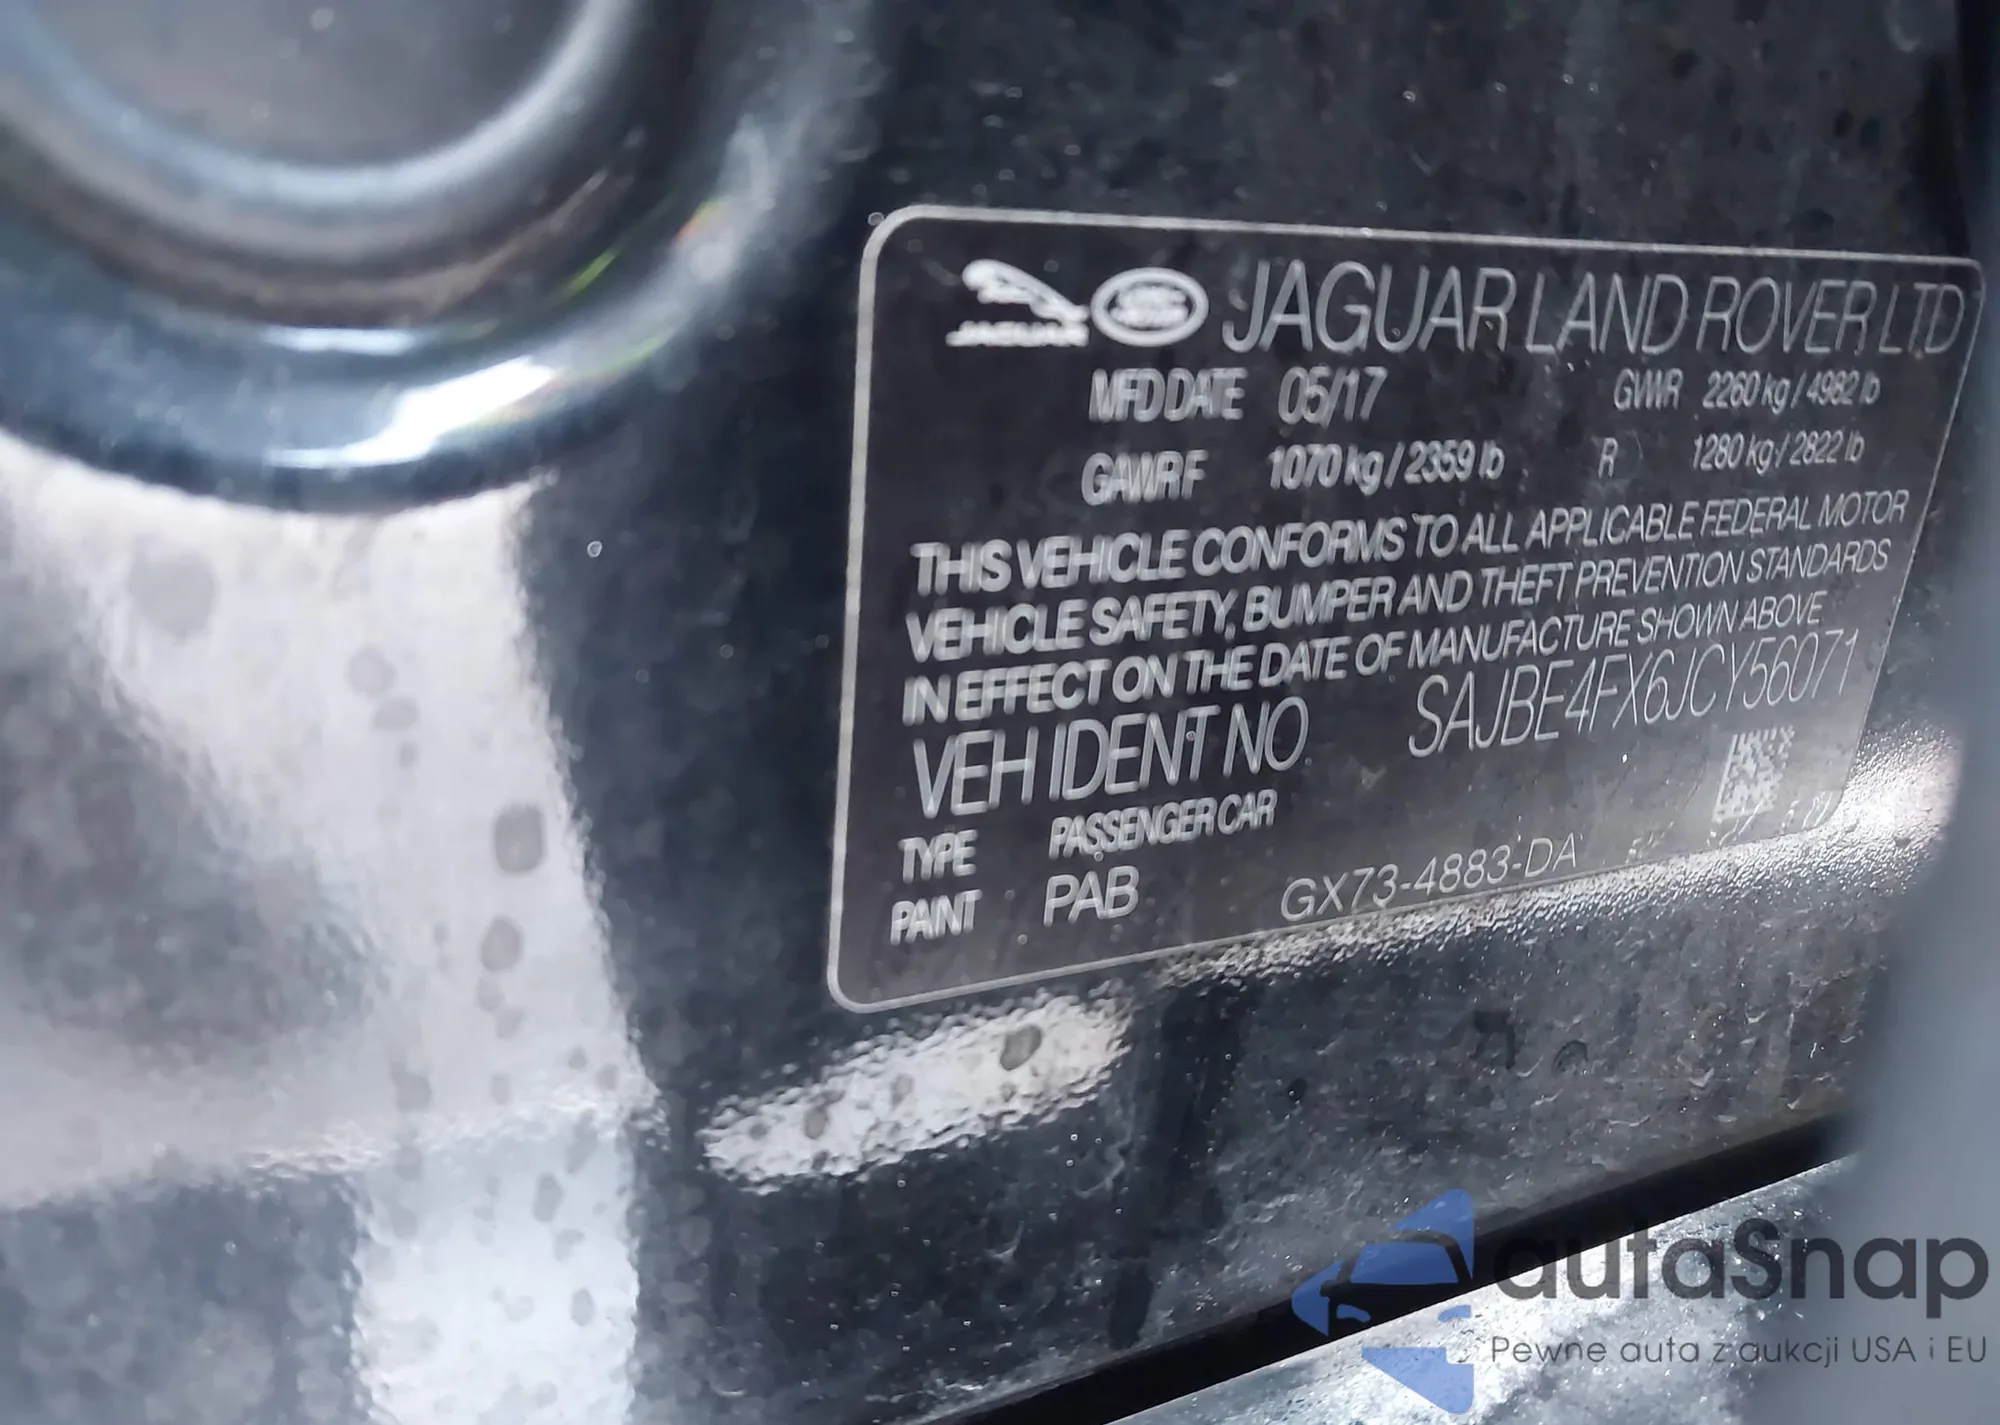 JAGUAR
JAGUAR LAND ROVER LTD
MFD DATE 05/17 GVWR 2260 kg / 4982 lb
GAWR F 1070 kg / 2359 lb R 1280 kg / 2822 lb
THIS VEHICLE CONFORMS TO ALL APPLICABLE FEDERAL MOTOR
VEHICLE SAFETY, BUMPER AND THEFT PREVENTION STANDARDS
IN EFFECT ON THE DATE OF MANUFACTURE SHOWN ABOVE
VEH IDENT NO SAJBE4FX6JCY56071
TYPE PASSENGER CAR
PAINT PAB GX73-4883-DA
autaSnap
Pewne auta z aukcji USA i EU